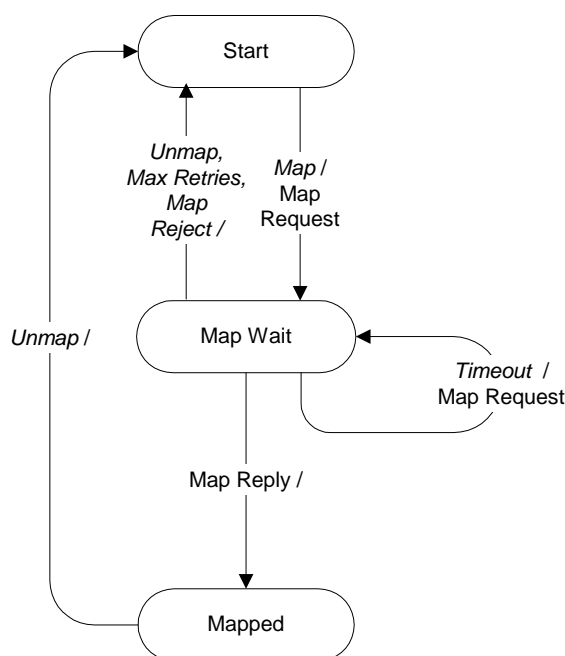 Start
Unmap,
Max Retries,
Map
Reject /
Map /
Map
Request
Unmap /
Map Wait
Timeout /
Map Request
Map Reply /
Mapped